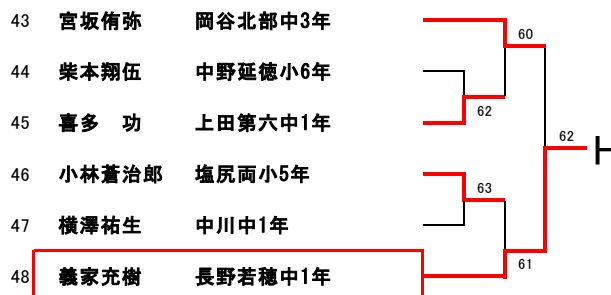 43 宮坂侑弥 岡谷北部中3年 60
44 柴本翔伍 中野延徳小6年
62
45 喜多 功 上田第六中1年
62
ト
46 小林蒼治郎 塩尻両小5年
63
47 横澤祐生 中川中1年
61
48 義家充樹 長野若穂中1年